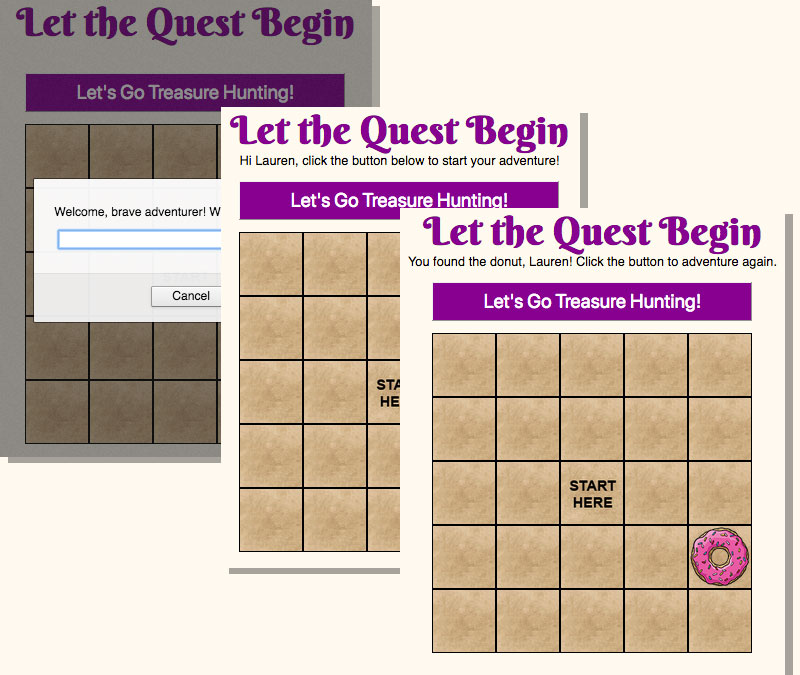 Let the Quest Begin
Let's Go Treasure Hunting!
Welcome, brave adventurer! W
Cancel
Let the Quest Begin
Hi Lauren, click the button below to start your adventure!
Let's Go Treasure Hunting!
STA
HE
Let the Quest Begin
You found the donut, Lauren! Click the button to adventure again.
Let's Go Treasure Hunting!
START
HERE